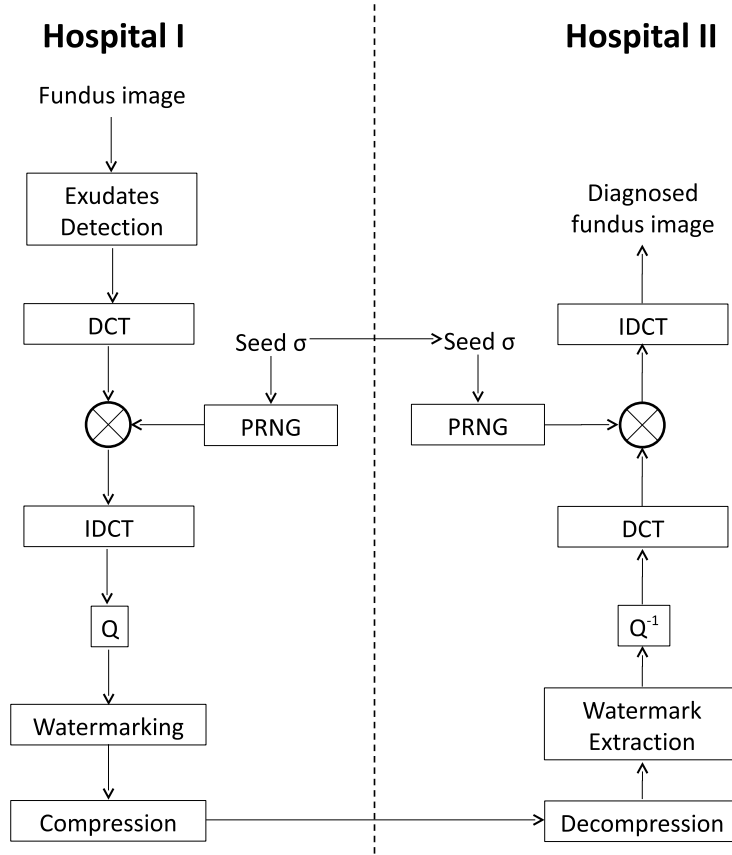 Hospital I
Fundus image
Exudates
Detection
DCT
Seed σ
PRNG
IDCT
Q
Watermarking
Compression
Hospital II
Diagnosed
fundus image
IDCT
Seed σ
PRNG
DCT
Q⁻¹
Watermark
Extraction
Decompression